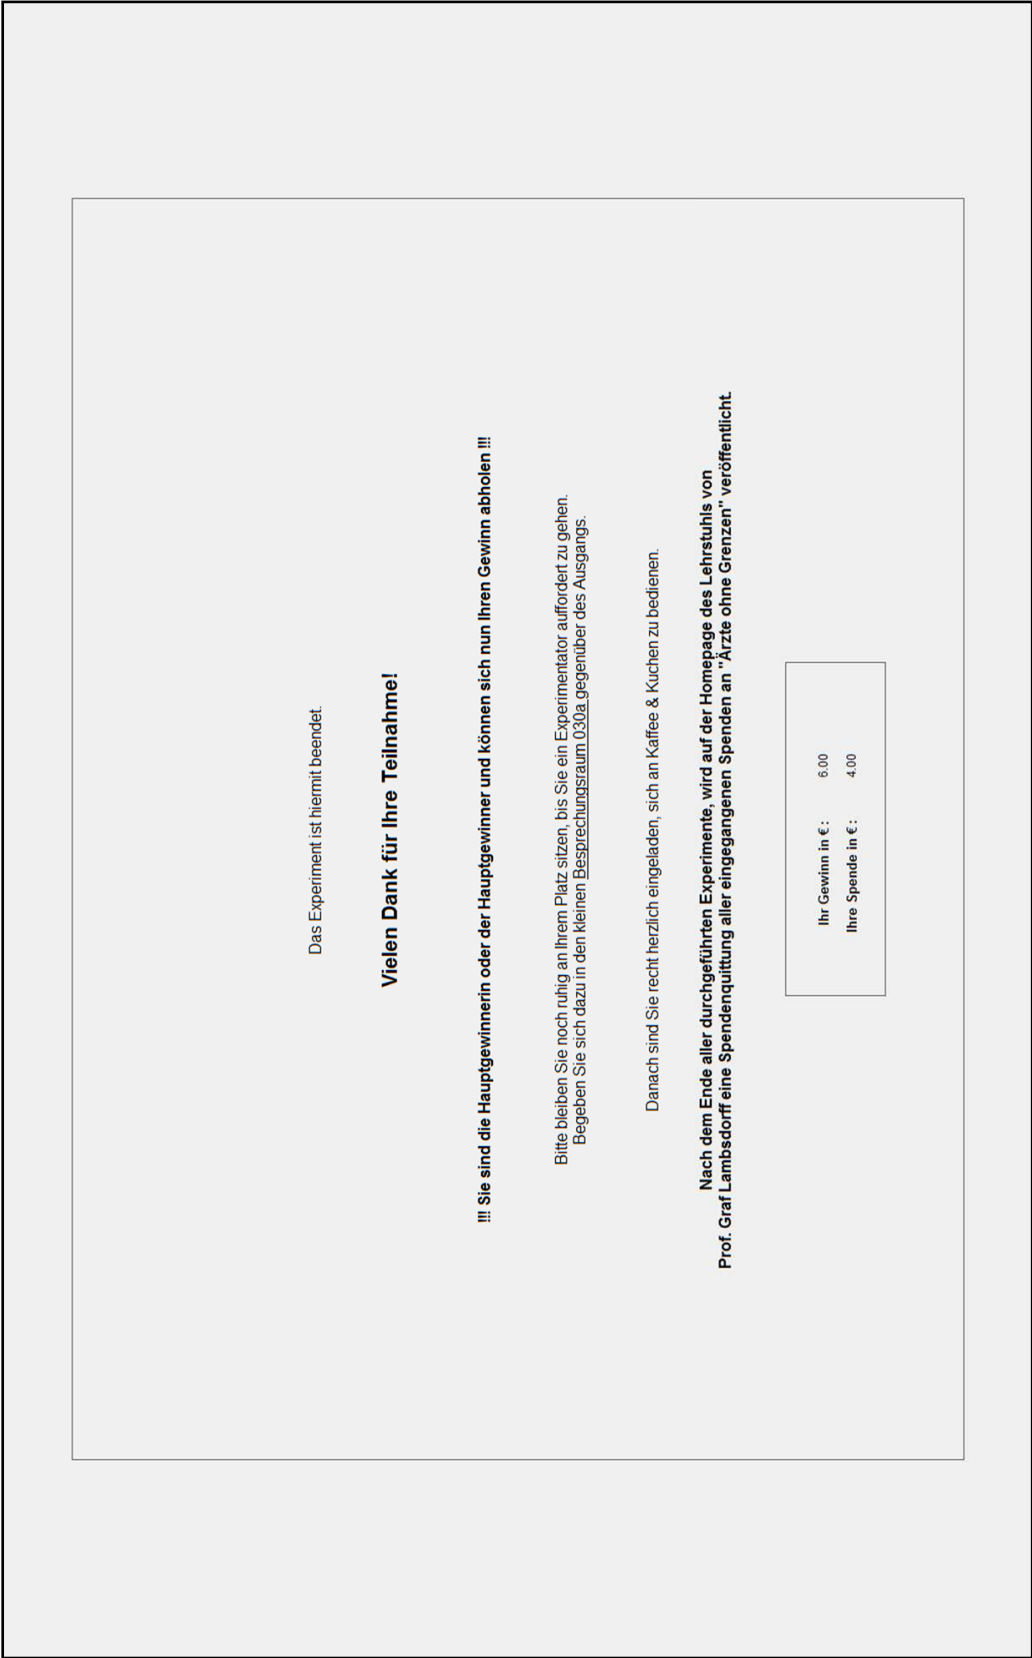 Das Experiment ist hiermit beendet.
Vielen Dank für Ihre Teilnahme!
!!! Sie sind die Hauptgewinnerin oder der Hauptgewinner und können sich nun Ihren Gewinn abholen !!!
Bitte bleiben Sie noch ruhig an Ihrem Platz sitzen, bis Sie ein Experimentator auffordert zu gehen.
Begeben Sie sich dazu in den kleinen Besprechungsraum 030a gegenüber des Ausgangs.
Danach sind Sie recht herzlich eingeladen, sich an Kaffee & Kuchen zu bedienen.
Nach dem Ende aller durchgeführten Experimente, wird auf der Homepage des Lehrstuhls von
Prof. Graf Lambsdorff eine Spendenquittung aller eingegangenen Spenden an "Ärzte ohne Grenzen" veröffentlicht.
Ihr Gewinn in € : 6.00
Ihre Spende in € : 4.00